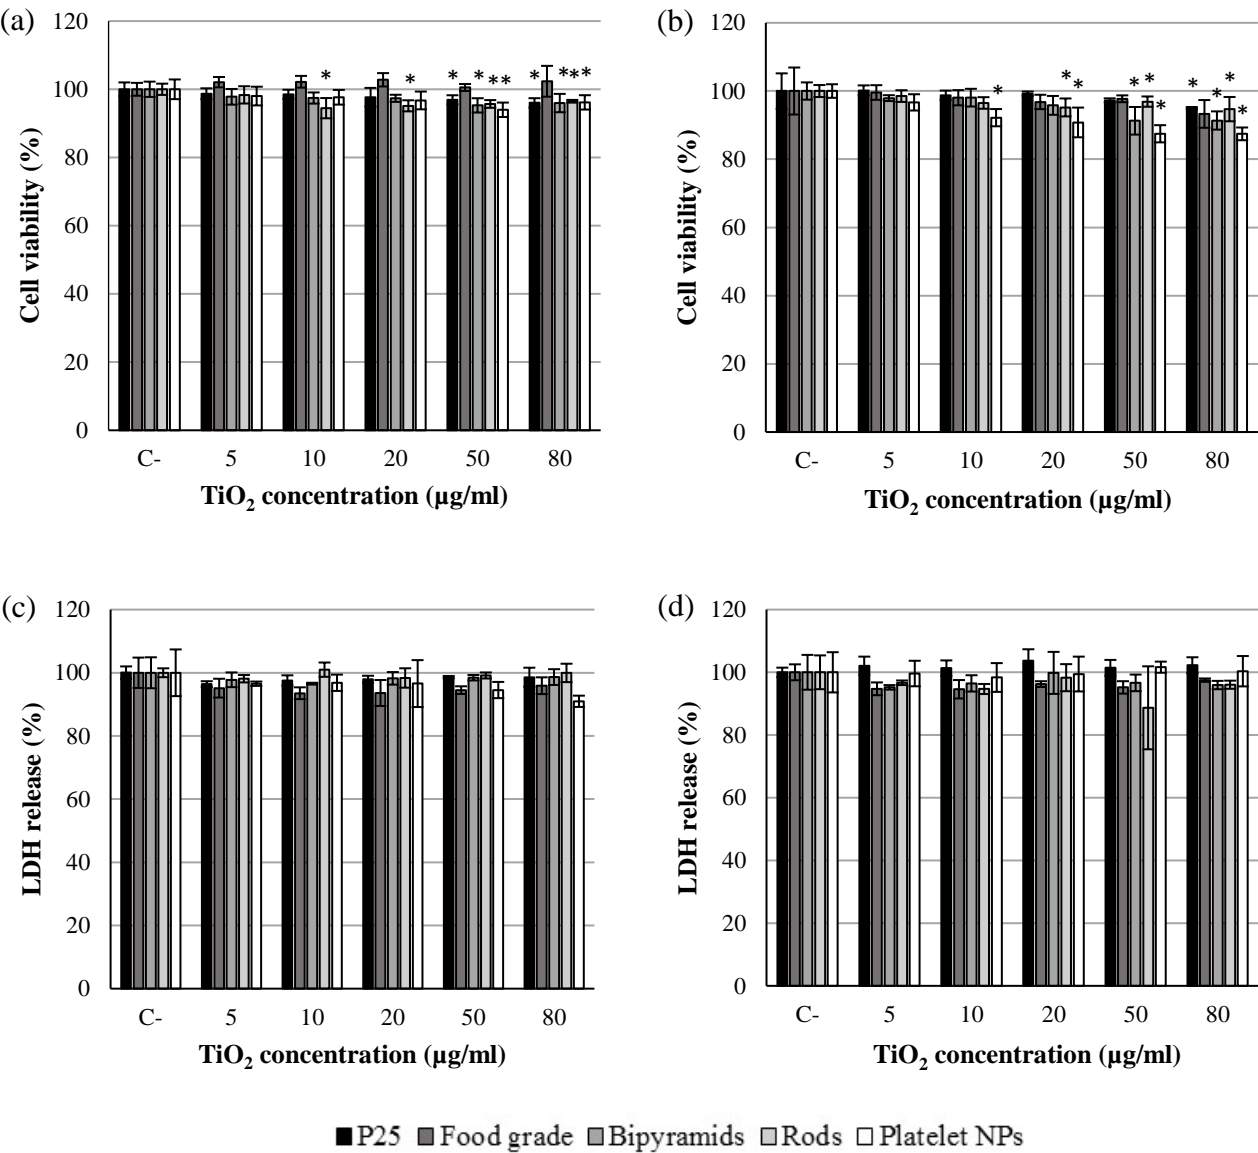 (a)
120
100
80
60
40
20
0
Cell viability (%)
* * * * ** * ***
C- 5 10 20 50 80
TiO2 concentration (µg/ml)
(b)
120
100
80
60
40
20
0
Cell viability (%)
* * * * * * * * * *
C- 5 10 20 50 80
TiO2 concentration (µg/ml)
(c)
120
100
80
60
40
20
0
LDH release (%)
C- 5 10 20 50 80
TiO2 concentration (µg/ml)
(d)
120
100
80
60
40
20
0
LDH release (%)
C- 5 10 20 50 80
TiO2 concentration (µg/ml)
P25 Food grade Bipyramids Rods Platelet NPs